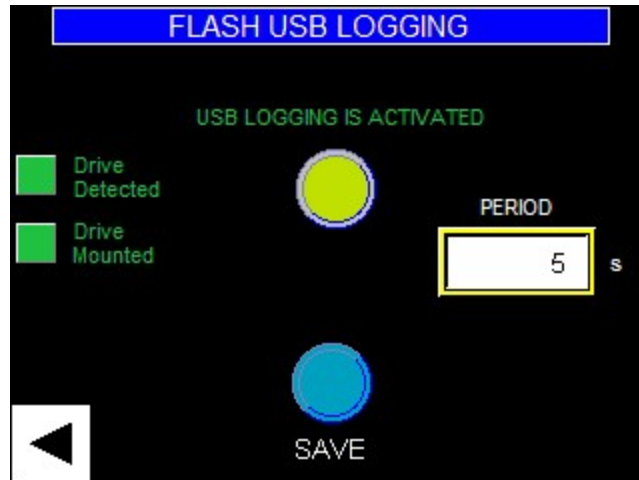 FLASH USB LOGGING
USB LOGGING IS ACTIVATED
Drive
Detected
Drive
Mounted
PERIOD
5 s
SAVE